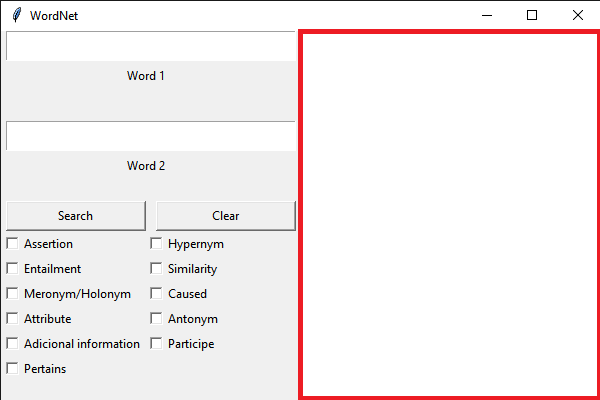 WordNet
Word 1
Word 2
Search Clear
Assertion Hypernym
Entailment Similarity
Meronym/Holonym Caused
Attribute Antonym
Adicional information Participe
Pertains